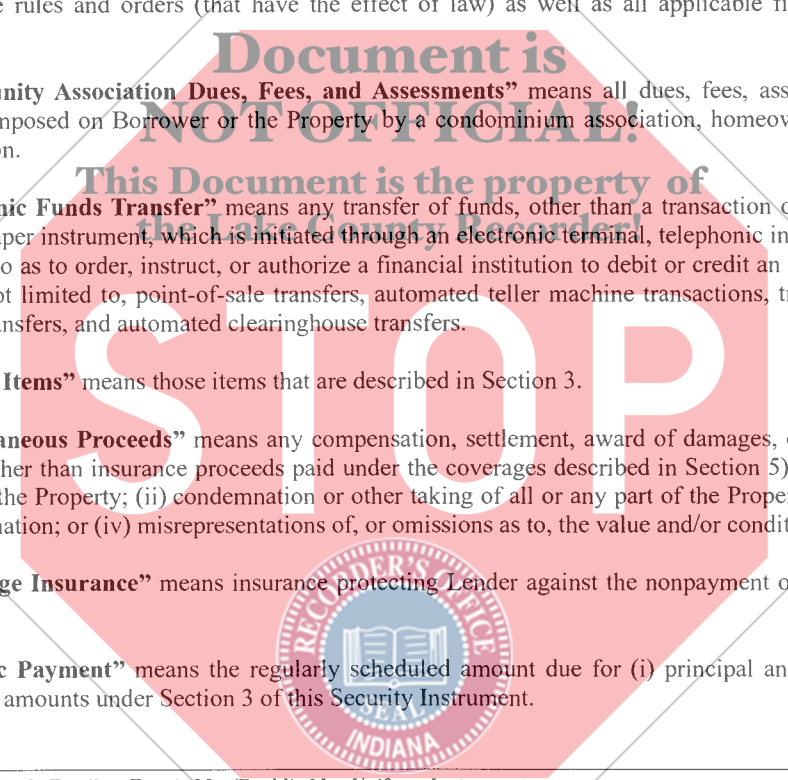 rules and orders (that have the effect of law) as well as all applicable
Document is
nity Association Dues, Fees, and Assessments” means all dues, fees, ass
NOT OFFICIAL!
mposed on Borrower or the Property by a condominium association, homeow
on.
This Document is the property of
nic Funds Transfer” means any transfer of funds, other than a transaction
the Lake County Recorder!
aper instrument, which is initiated through an electronic terminal, telephonic in
o as to order, instruct, or authorize a financial institution to debit or credit an
ot limited to, point-of-sale transfers, automated teller machine transactions, t
ansfers, and automated clearinghouse transfers.
STOP
Items” means those items that are described in Section 3.
aneous Proceeds” means any compensation, settlement, award of damages,
her than insurance proceeds paid under the coverages described in Section 5)
the Property; (ii) condemnation or other taking of all or any part of the Proper
nation; or (iv) misrepresentations of, or omissions as to, the value and/or condit
ge Insurance” means insurance protecting Lender against the nonpayment o
RECORDER'S OFFICE
c Payment” means the regularly scheduled amount due for (i) principal an
amounts under Section 3 of this Security Instrument.
SEAL
INDIANA